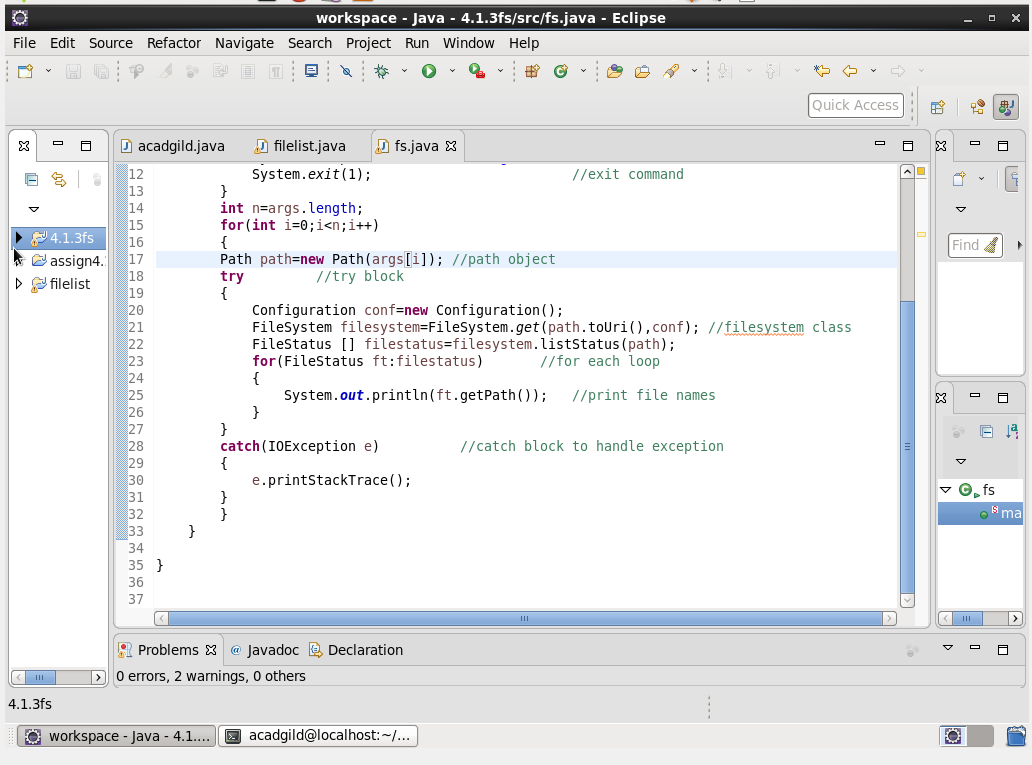 workspace - Java - 4.1.3fs/src/fs.java - Eclipse
File Edit Source Refactor Navigate Search Project Run Window Help
Quick Access
acadgild.java filelist.java fs.java
4.1.3fs
assign4.
filelist
12 System.exit(1); //exit command
13 }
14 int n=args.length;
15 for(int i=0;i<n;i++)
16 {
17 Path path=new Path(args[i]); //path object
18 try //try block
19 {
20 Configuration conf=new Configuration();
21 FileSystem filesystem=FileSystem.get(path.toUri(),conf); //filesystem class
22 FileStatus [] filestatus=filesystem.listStatus(path);
23 for(FileStatus ft:filestatus) //for each loop
24 {
25 System.out.println(ft.getPath()); //print file names
26 }
27 }
28 catch(IOException e) //catch block to handle exception
29 {
30 e.printStackTrace();
31 }
32 }
33 }
34
35 }
36
37
Find
fs
ma
Problems @ Javadoc Declaration
0 errors, 2 warnings, 0 others
4.1.3fs
workspace - Java - 4.1.... acadgild@localhost:~/...